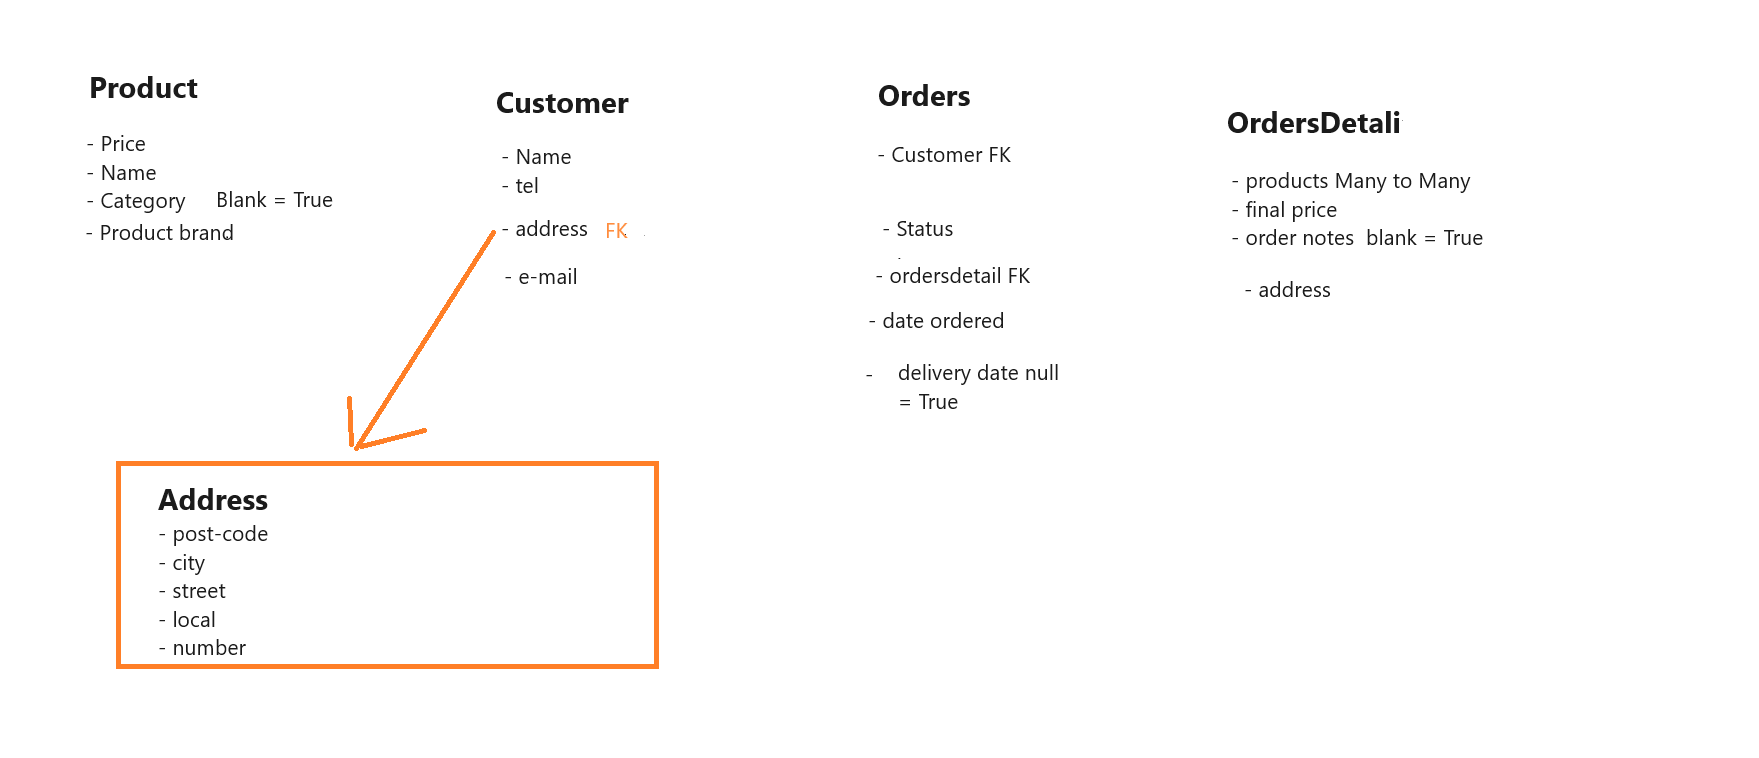 Product
- Price
- Name
- Category Blank = True
- Product brand
Customer
- Name
- tel
- address FK
- e-mail
Orders
- Customer FK
- Status
- ordersdetail FK
- date ordered
- delivery date null
= True
OrdersDetali
- products Many to Many
- final price
- order notes blank = True
- address
Address
- post-code
- city
- street
- local
- number